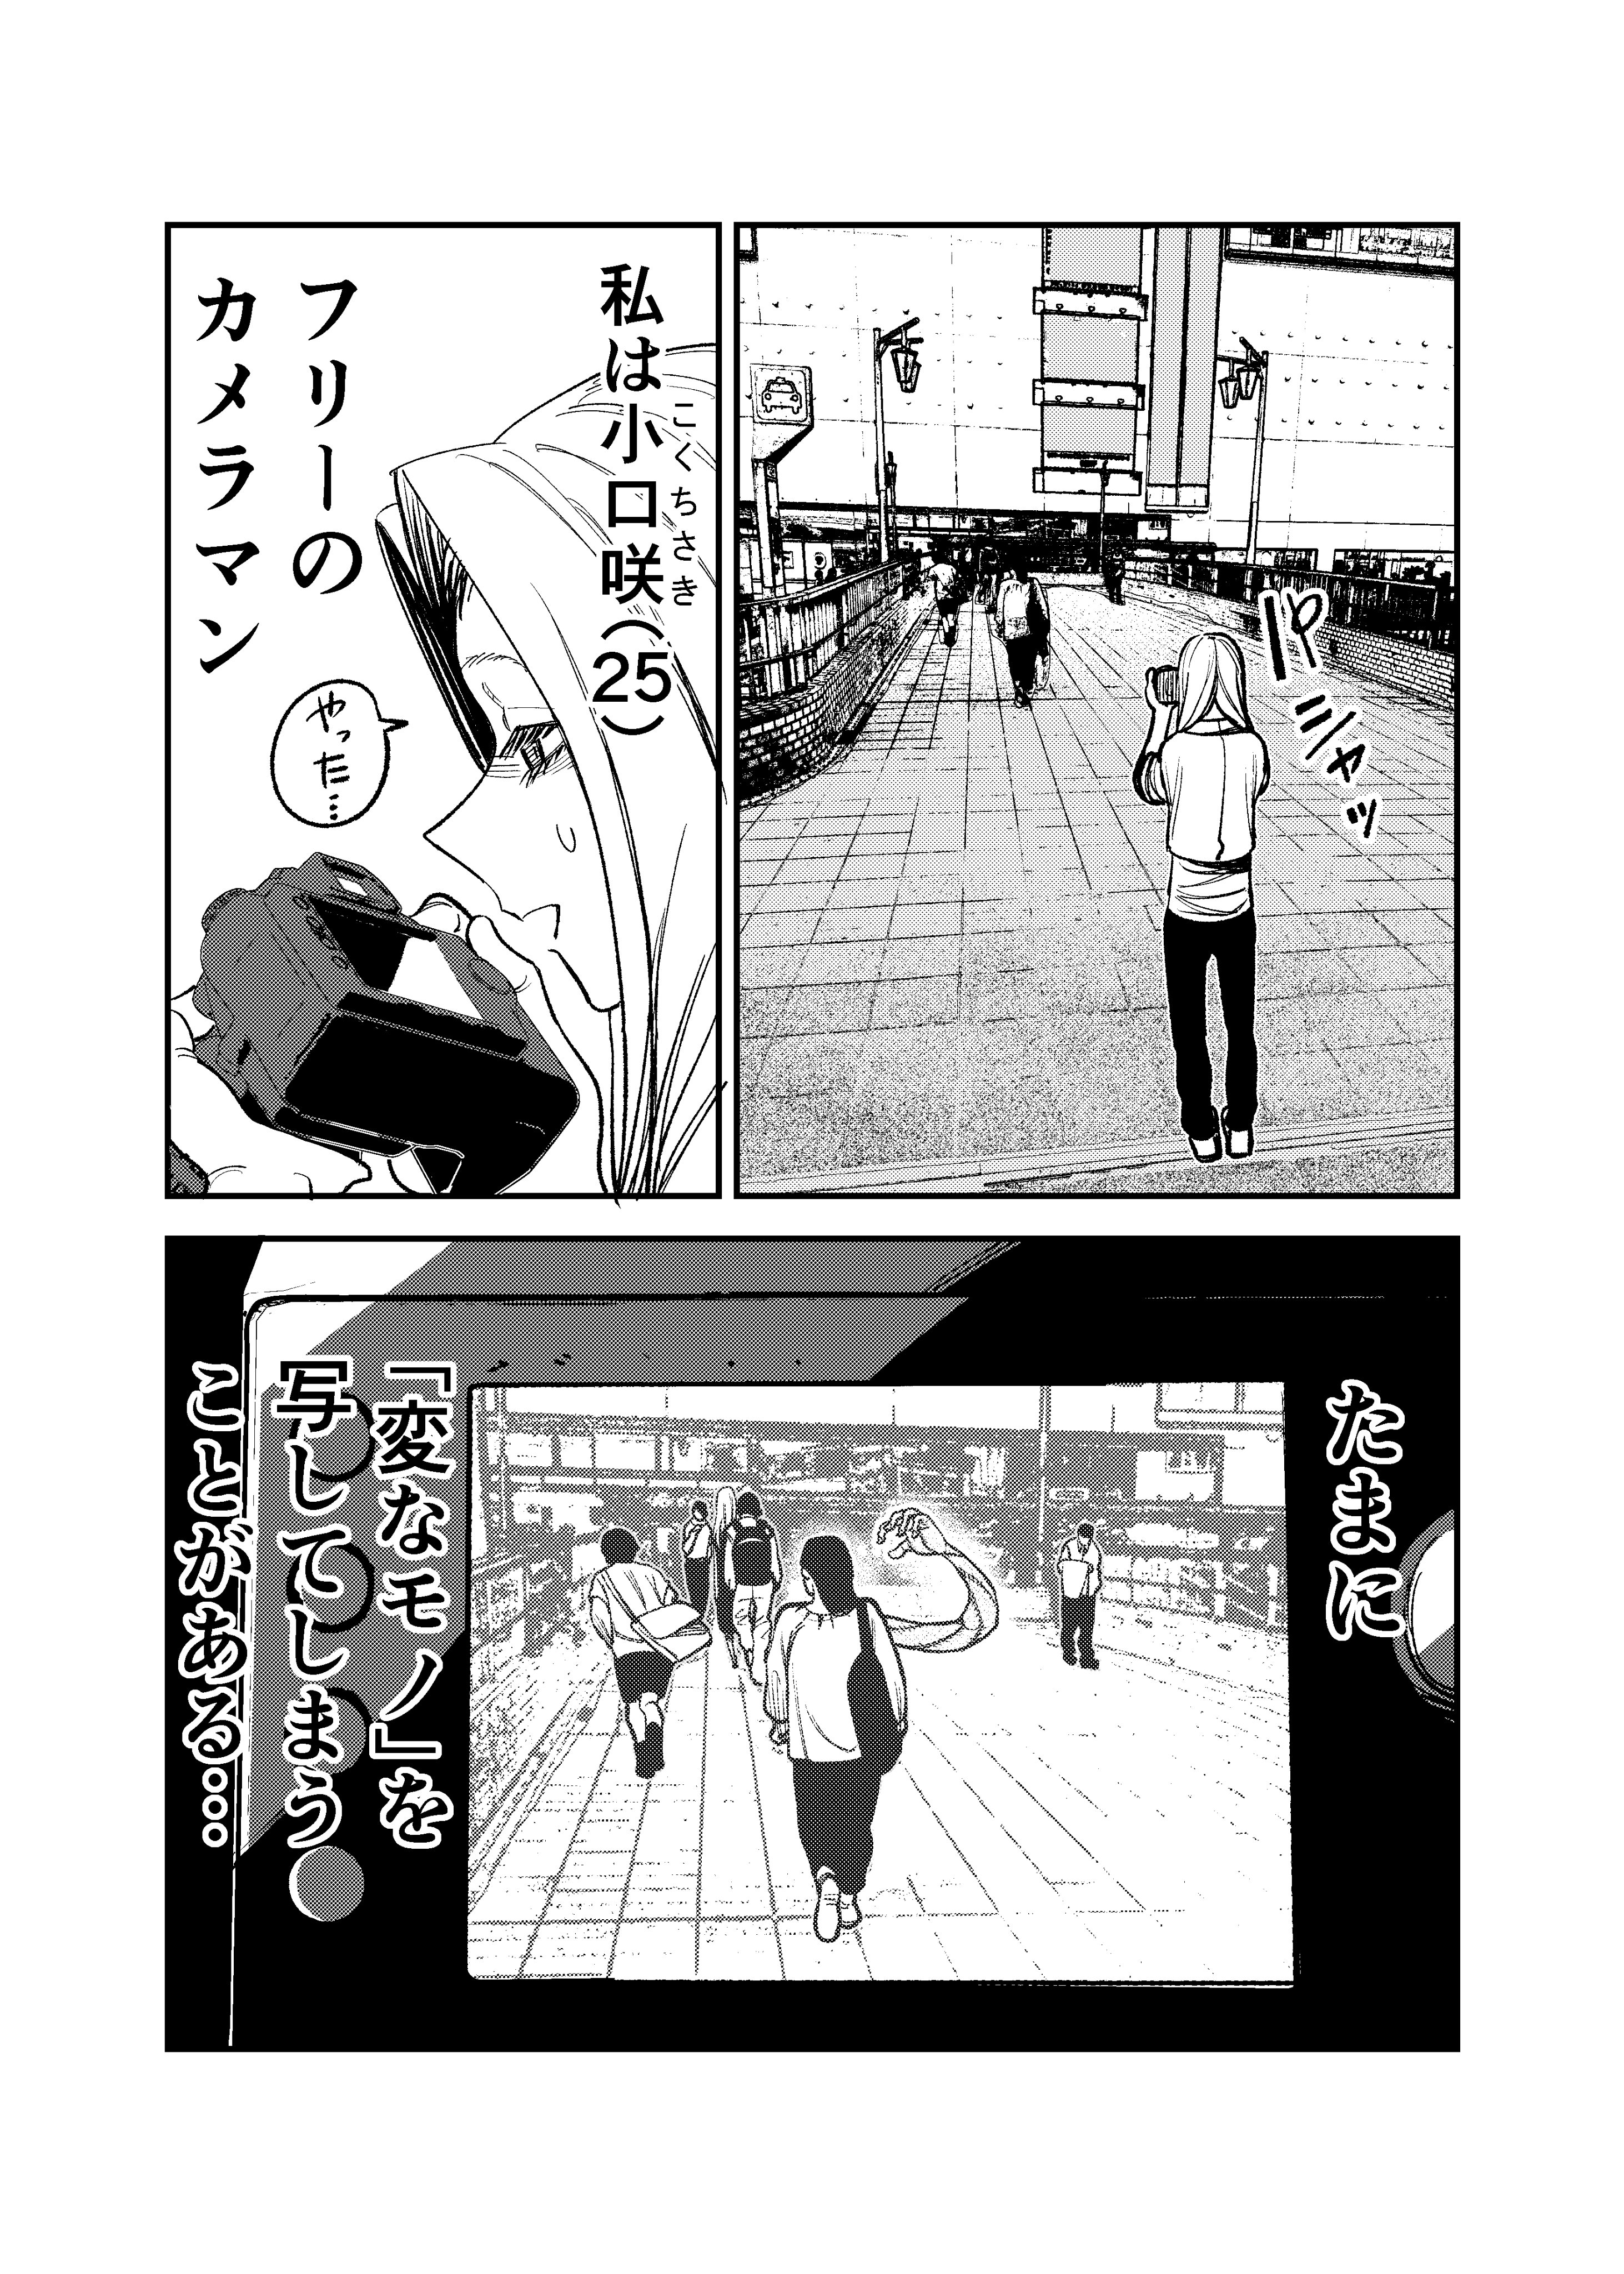 パシャッ
私は小口咲(25)
こくちさき
フリーの
カメラマン
やっ
た…
たまに
「変なモノ」を
写してしまう
ことがある……